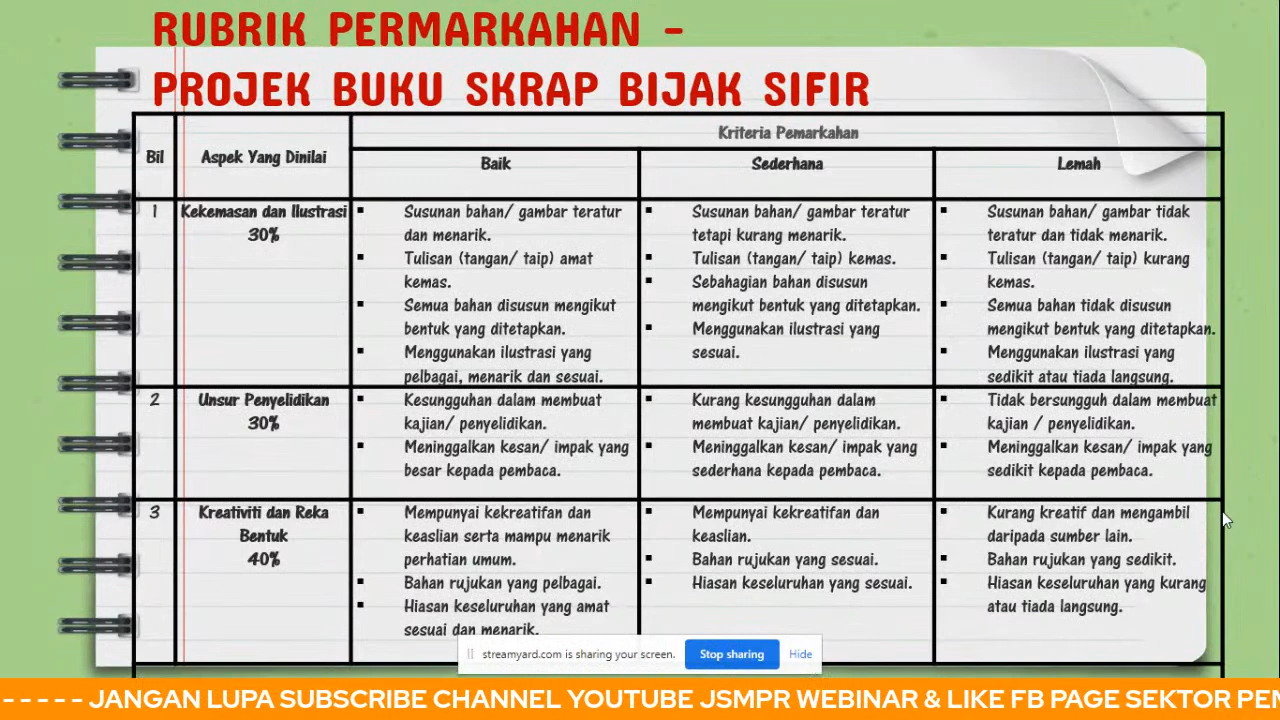 RUBRIK PERMARKAHAN -
PROJEK BUKU SKRAP BIJAK SIFIR
Bil
Aspek Yang Dinilai
Kriteria Pemarkahan
Baik
Sederhana
Lemah
1
Kekemasan dan Ilustrasi
30%
▪ Susunan bahan/ gambar teratur
dan menarik.
▪ Tulisan (tangan/ taip) amat
kemas.
▪ Semua bahan disusun mengikut
bentuk yang ditetapkan.
▪ Menggunakan ilustrasi yang
pelbagai, menarik dan sesuai.
▪ Susunan bahan/ gambar teratur
tetapi kurang menarik.
▪ Tulisan (tangan/ taip) kemas.
▪ Sebahagian bahan disusun
mengikut bentuk yang ditetapkan.
▪ Menggunakan ilustrasi yang
sesuai.
▪ Susunan bahan/ gambar tidak
teratur dan tidak menarik.
▪ Tulisan (tangan/ taip) kurang
kemas.
▪ Semua bahan tidak disusun
mengikut bentuk yang ditetapkan.
▪ Menggunakan ilustrasi yang
sedikit atau tiada langsung.
2
Unsur Penyelidikan
30%
▪ Kesungguhan dalam membuat
kajian/ penyelidikan.
▪ Meninggalkan kesan/ impak yang
besar kepada pembaca.
▪ Kurang kesungguhan dalam
membuat kajian/ penyelidikan.
▪ Meninggalkan kesan/ impak yang
sederhana kepada pembaca.
▪ Tidak bersungguh dalam membuat
kajian / penyelidikan.
▪ Meninggalkan kesan/ impak yang
sedikit kepada pembaca.
3
Kreativiti dan Reka
Bentuk
40%
▪ Mempunyai kekreatifan dan
keaslian serta mampu menarik
perhatian umum.
▪ Bahan rujukan yang pelbagai.
▪ Hiasan keseluruhan yang amat
sesuai dan menarik.
▪ Mempunyai kekreatifan dan
keaslian.
▪ Bahan rujukan yang sesuai.
▪ Hiasan keseluruhan yang sesuai.
▪ Kurang kreatif dan mengambil
daripada sumber lain.
▪ Bahan rujukan yang sedikit.
▪ Hiasan keseluruhan yang kurang
atau tiada langsung.
streamyard.com is sharing your screen. Stop sharing Hide
----- JANGAN LUPA SUBSCRIBE CHANNEL YOUTUBE JSMPR WEBINAR & LIKE FB PAGE SEKTOR PE